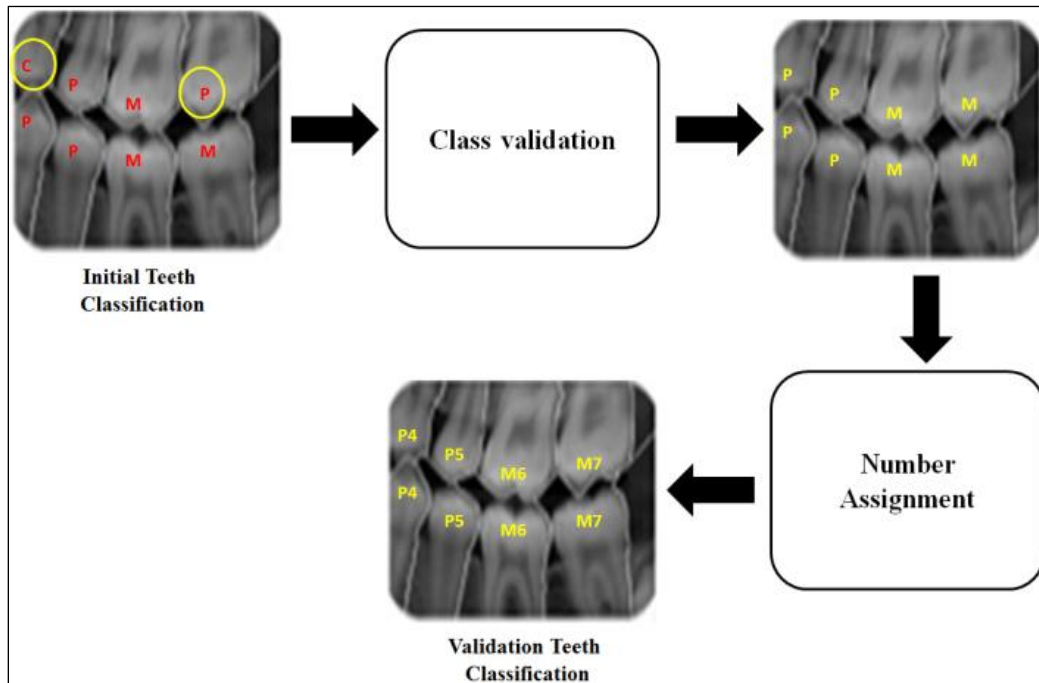 C
P
M
P
P
P
M
M
Initial Teeth
Classification
Class validation
P
P
M
M
P
P
M
M
Number
Assignment
P4
P5
M6
M7
P4
P5
M6
M7
Validation Teeth
Classification